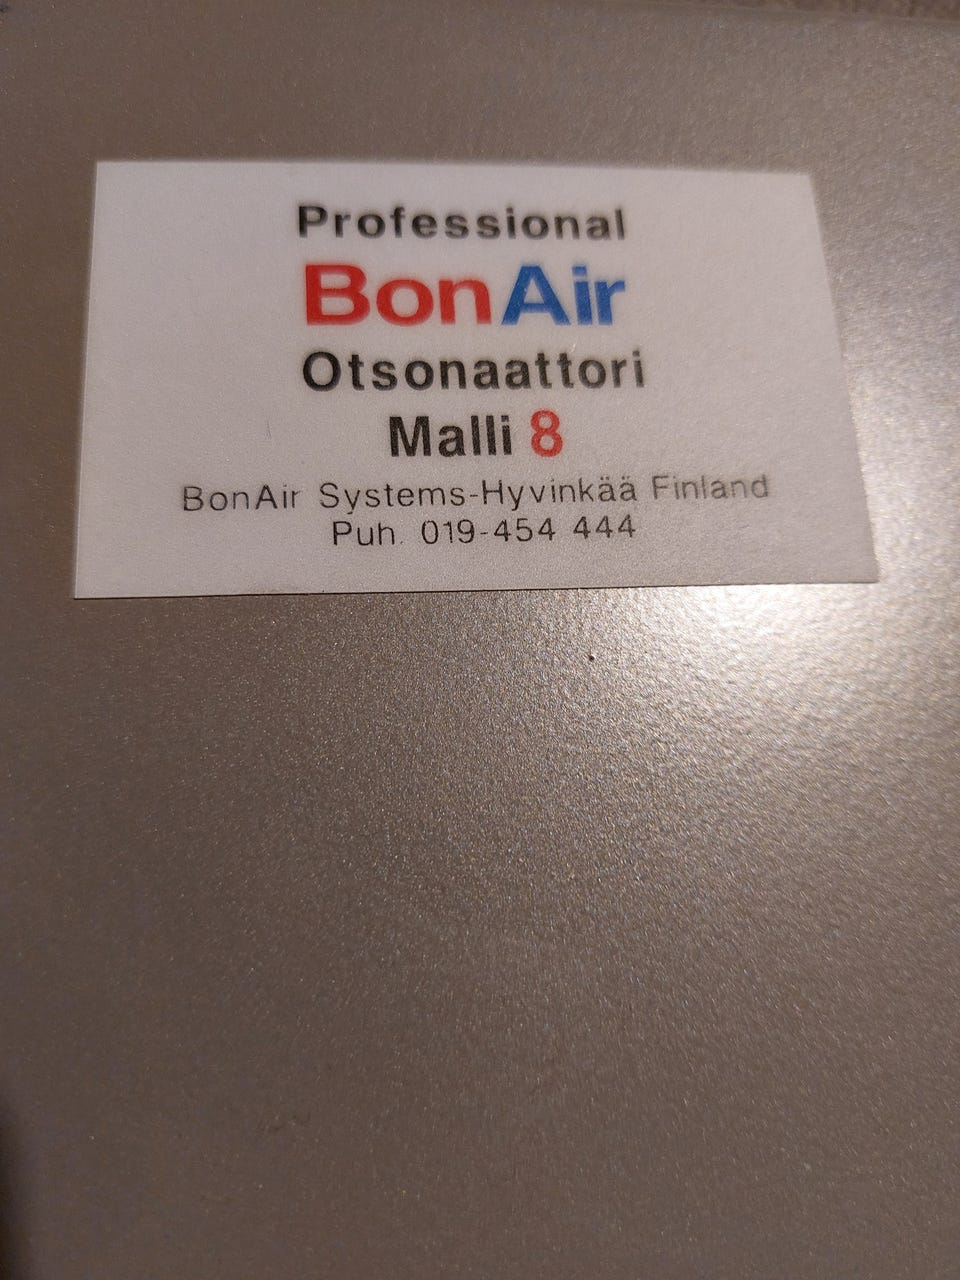 Professional
BonAir
Otsonaattori
Malli 8
BonAir Systems-Hyvinkää Finland
Puh. 019-454 444